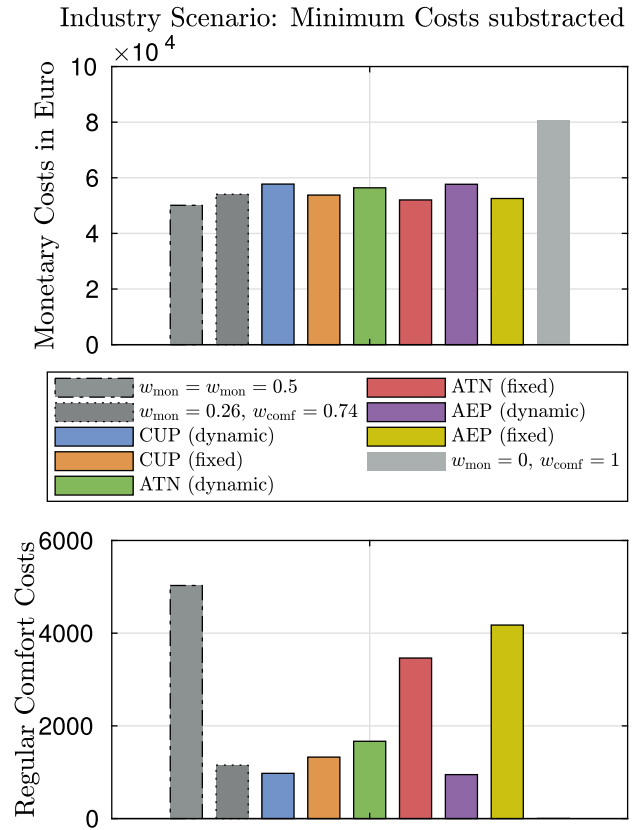 Industry Scenario: Minimum Costs substracted
×10 4
Monetary Costs in Euro
10
8
6
4
2
0
w_mon = w_mon = 0.5
w_mon = 0.26, w_comf = 0.74
CUP (dynamic)
CUP (fixed)
ATN (dynamic)
ATN (fixed)
AEP (dynamic)
AEP (fixed)
w_mon = 0, w_comf = 1
Regular Comfort Costs
6000
4000
2000
0